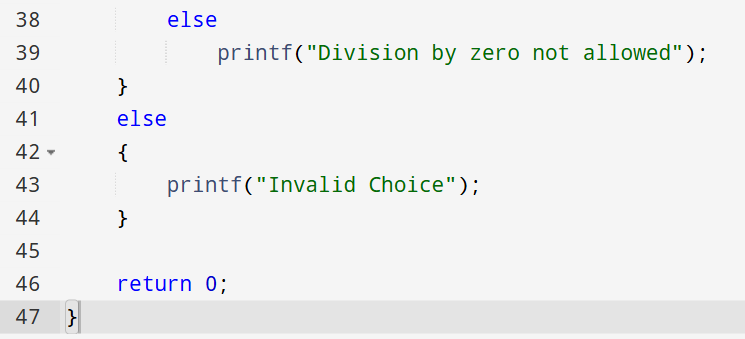 38         else
39             printf("Division by zero not allowed");
40     }
41     else
42     {
43         printf("Invalid Choice");
44     }
45
46     return 0;
47 }